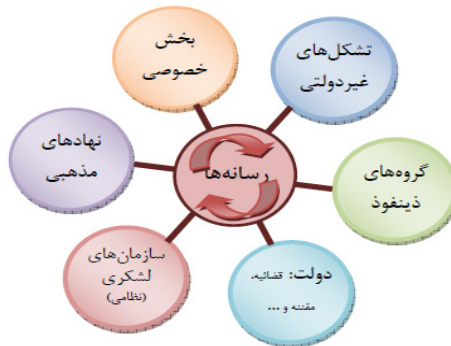 بخش
خصوصی
تشکل‌های
غیردولتی
نهادهای
مذهبی
رسانه‌ها
گروه‌های
ذینفوذ
سازمان‌های
لشکری
(نظامی)
دولت: قضائیه،
مقننه و ...